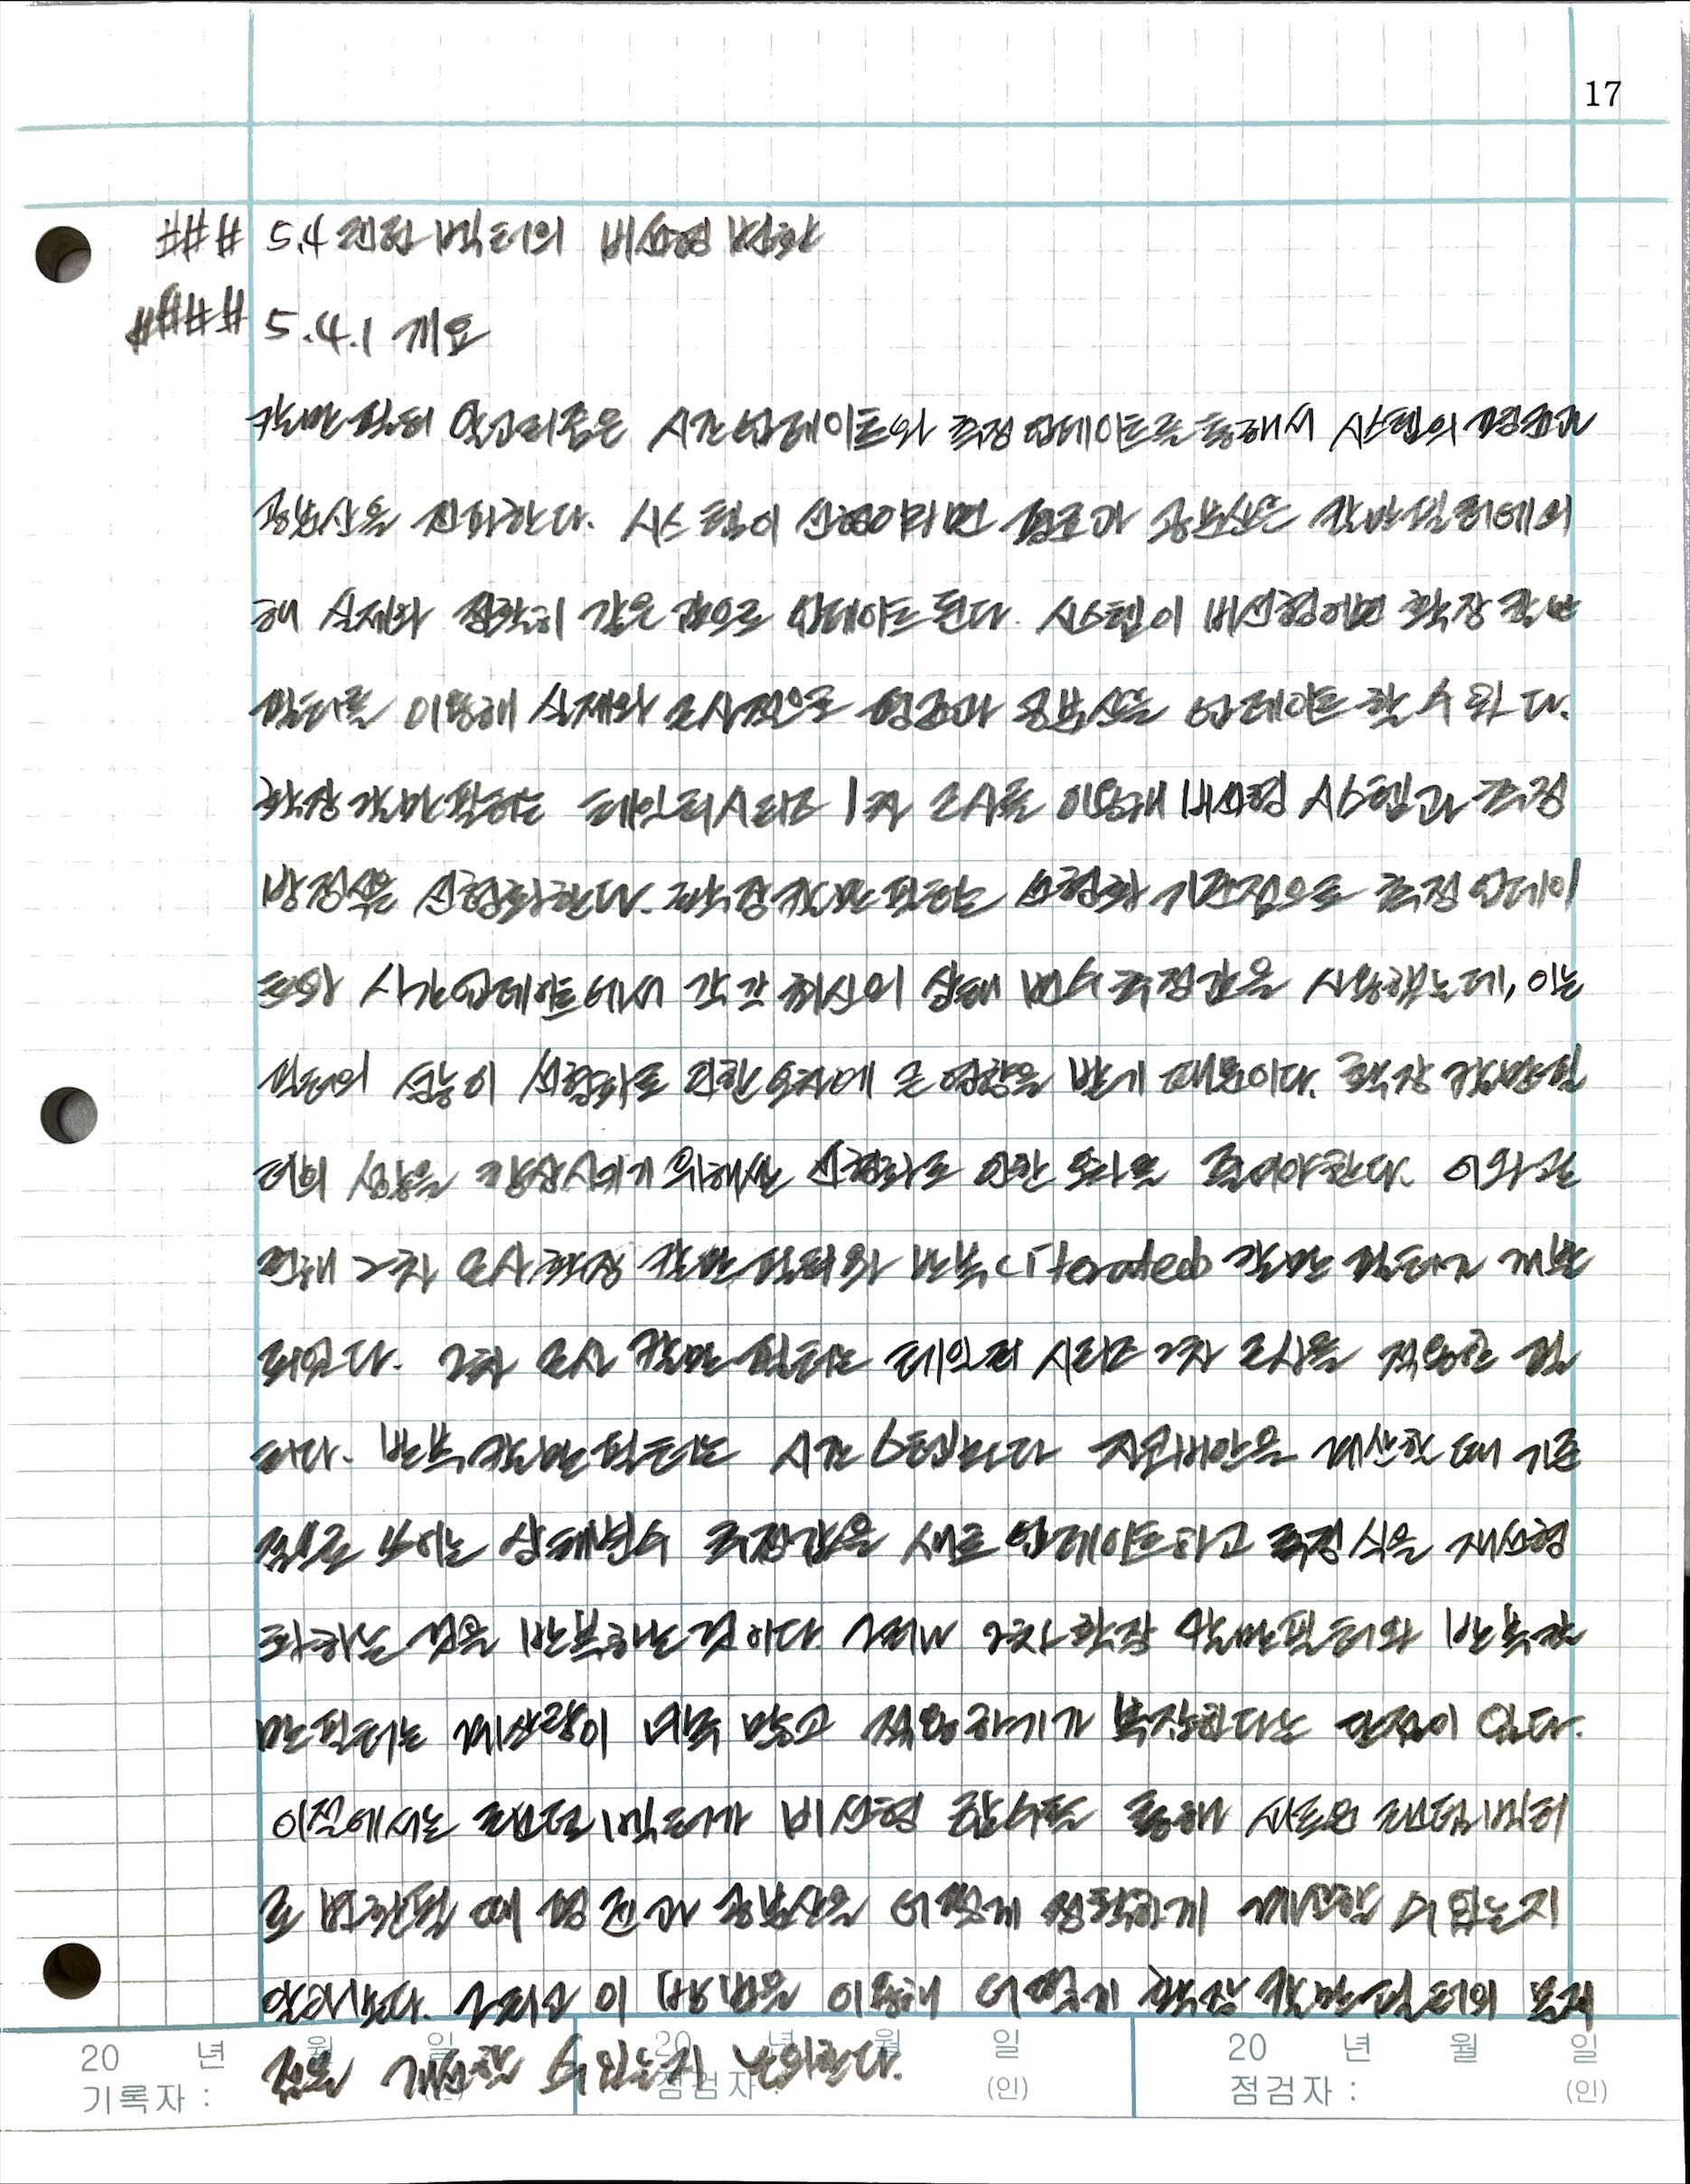 17
### 5.4 랜덤 벡터의 비선형 변환
#### 5.4.1 개요
칼만 필터 알고리즘은 시간 업데이트와 측정 업데이트를 통해서 시스템의 평균과
공분산을 전파한다. 시스템이 선형이라면 평균과 공분산은 칼만 필터에 의
해 실제와 정확히 같은 값으로 업데이트 된다. 시스템이 비선형이면 확장 칼만
필터를 이용해 실제와 근사적으로 평균과 공분산을 업데이트 할 수 있다.
확장 칼만 필터는 테일러 시리즈 1차 근사를 이용해 비선형 시스템과 측정
방정식을 선형화한다. 확장 칼만 필터는 선형화 기준점으로 측정 업데이
트와 시간 업데이트에서 각각 최신의 상태 변수 추정값을 사용했는데, 이는
필터의 성능이 선형화로 인한 오차에 큰 영향을 받기 때문이다. 확장 칼만 필
터의 성능을 향상시키기 위해서는 선형화로 인한 오차를 줄여야 한다. 이와 관
련해 2차 근사 확장 칼만 필터와 반복(iterated) 칼만 필터가 개발
되었다. 2차 근사 칼만 필터는 테일러 시리즈 2차 근사를 적용한 필
터다. 반복 칼만 필터는 시간 스텝마다 자코비안을 계산할 때 기준
점으로 쓰이는 상태변수 추정값을 새로 업데이트하고 측정식을 재선형
화하는 것을 반복하는 것이다. 그러나 2차 확장 칼만 필터와 반복 칼
만 필터는 계산량이 너무 많고 적용하기가 복잡하다는 단점이 있다.
이 절에서는 랜덤 벡터가 비선형 함수를 통해 새로운 랜덤 벡터
로 변환될 때 평균과 공분산을 어떻게 정확하게 계산할 수 있는지
알아본다. 그리고 이 방법을 이용해 어떻게 확장 칼만 필터의 문제
점을 개선할 수 있는지 논의한다.
20 년 월 일 20 년 월 일 20 년 월 일
기록자 : (인) 점검자 : (인) 점검자 : (인)